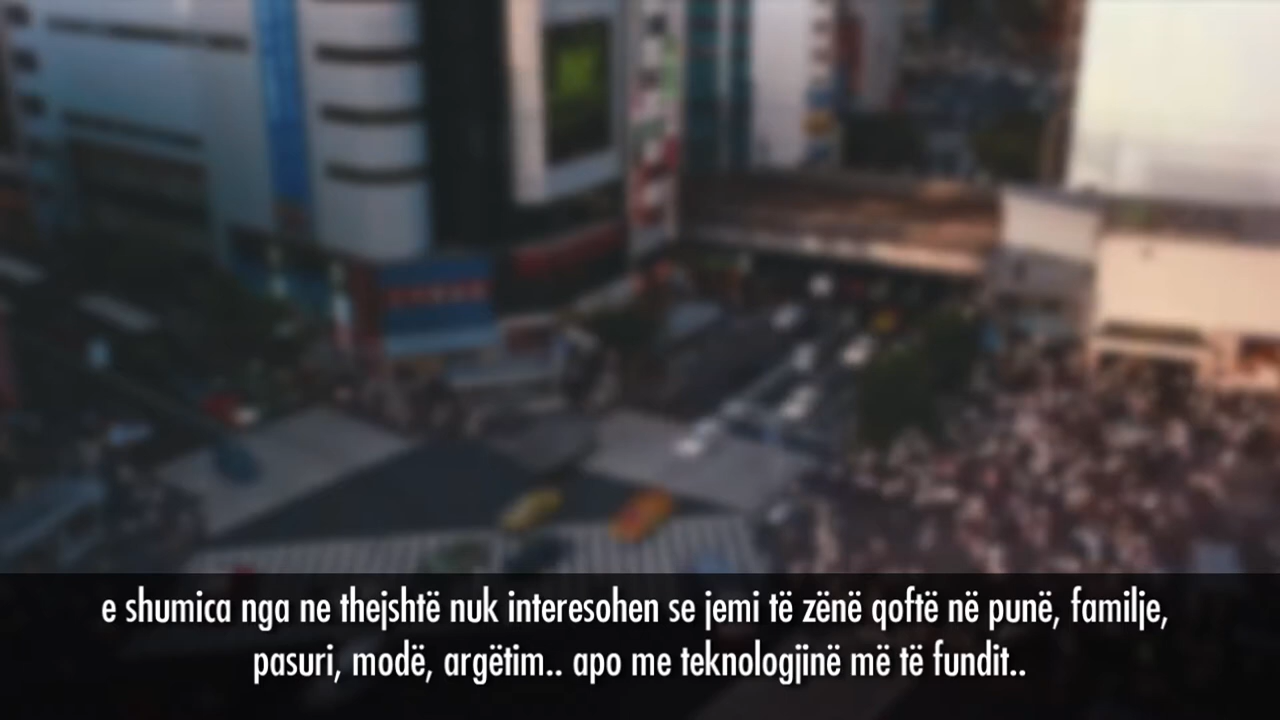 e shumica nga ne thejshtë nuk interesohen se jemi të zënë qoftë në punë, familje,
pasuri, modë, argëtim.. apo me teknologjinë më të fundit..